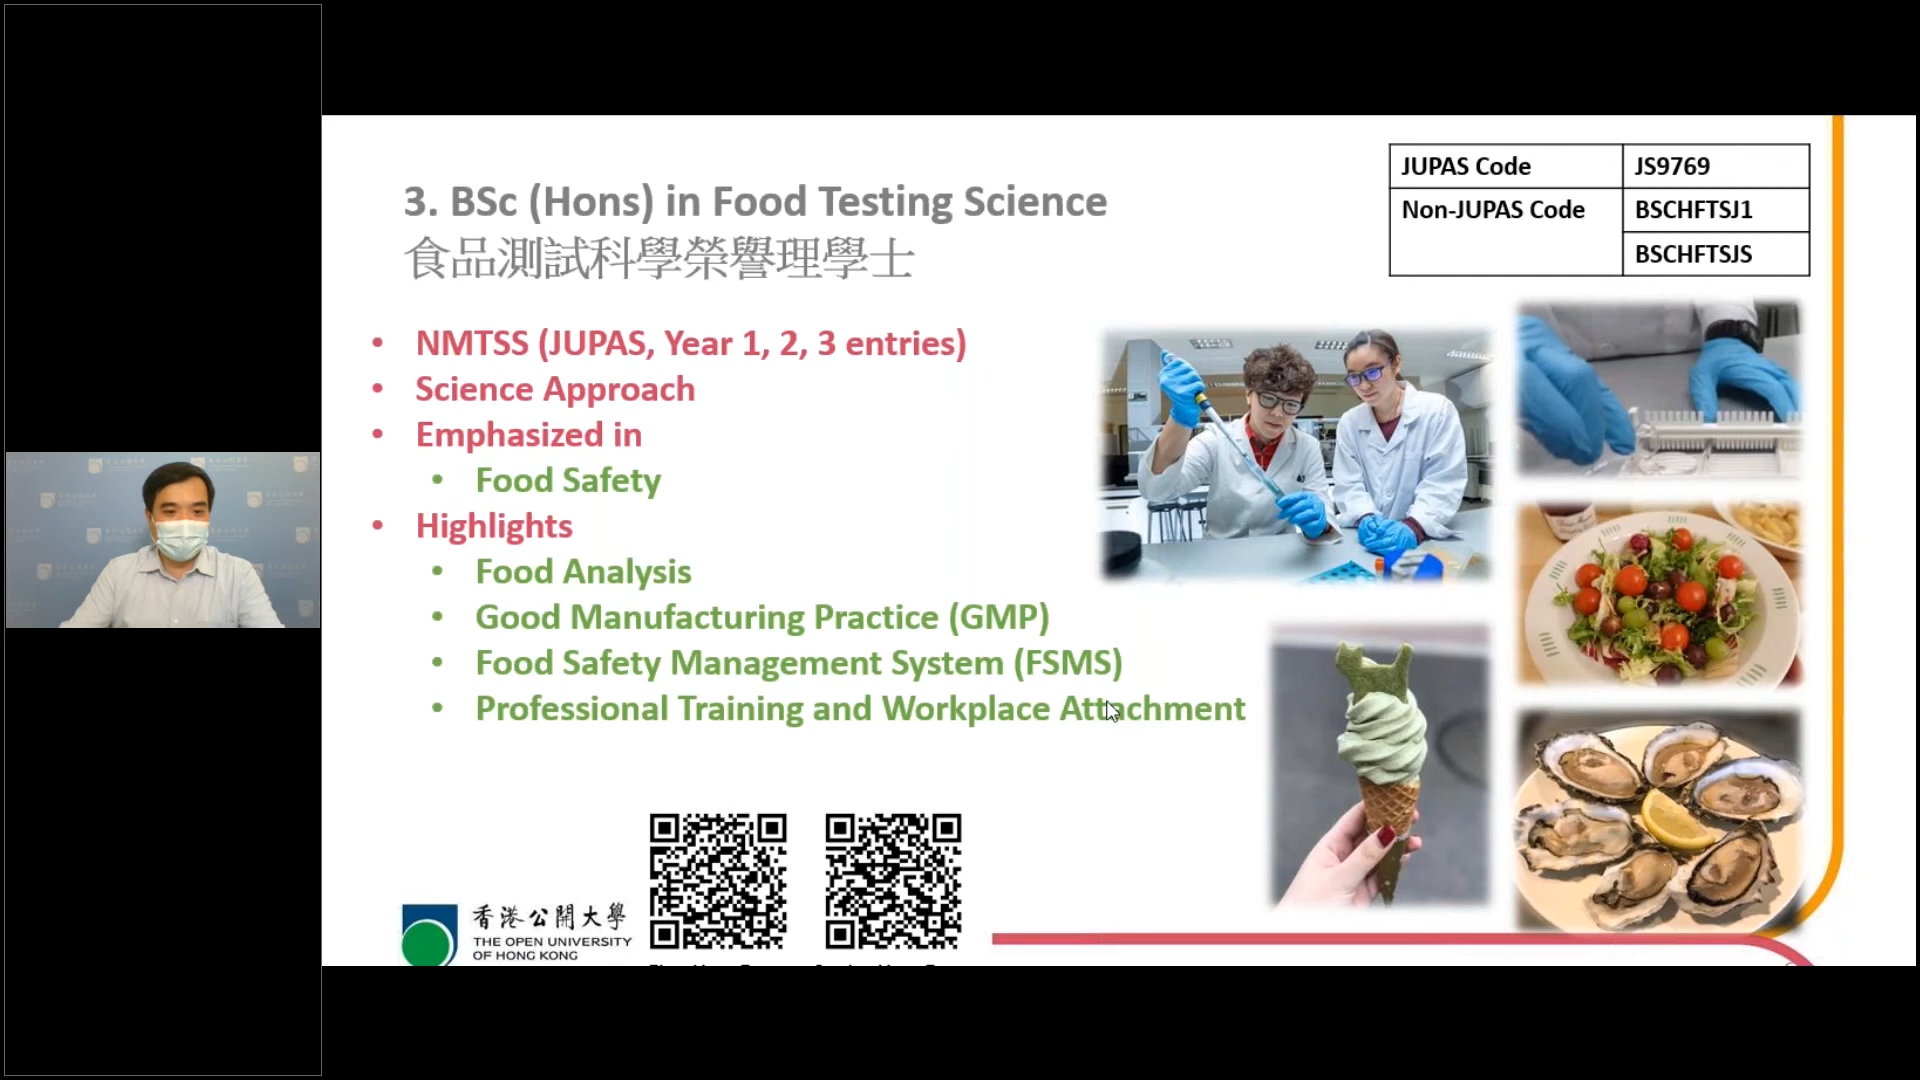 3. BSc (Hons) in Food Testing Science
食品測試科學榮譽理學士
JUPAS Code JS9769
Non-JUPAS Code BSCHFTSJ1
BSCHFTSJS
• NMTSS (JUPAS, Year 1, 2, 3 entries)
• Science Approach
• Emphasized in
• Food Safety
• Highlights
• Food Analysis
• Good Manufacturing Practice (GMP)
• Food Safety Management System (FSMS)
• Professional Training and Workplace Attachment
香港公開大學
THE OPEN UNIVERSITY
OF HONG KONG